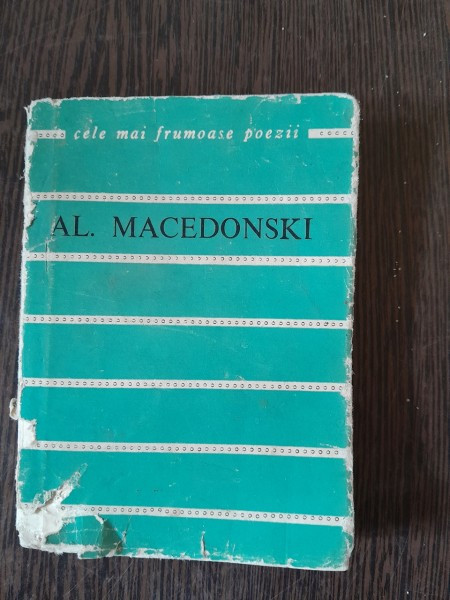 cele mai frumoase poezii
AL. MACEDONSKI